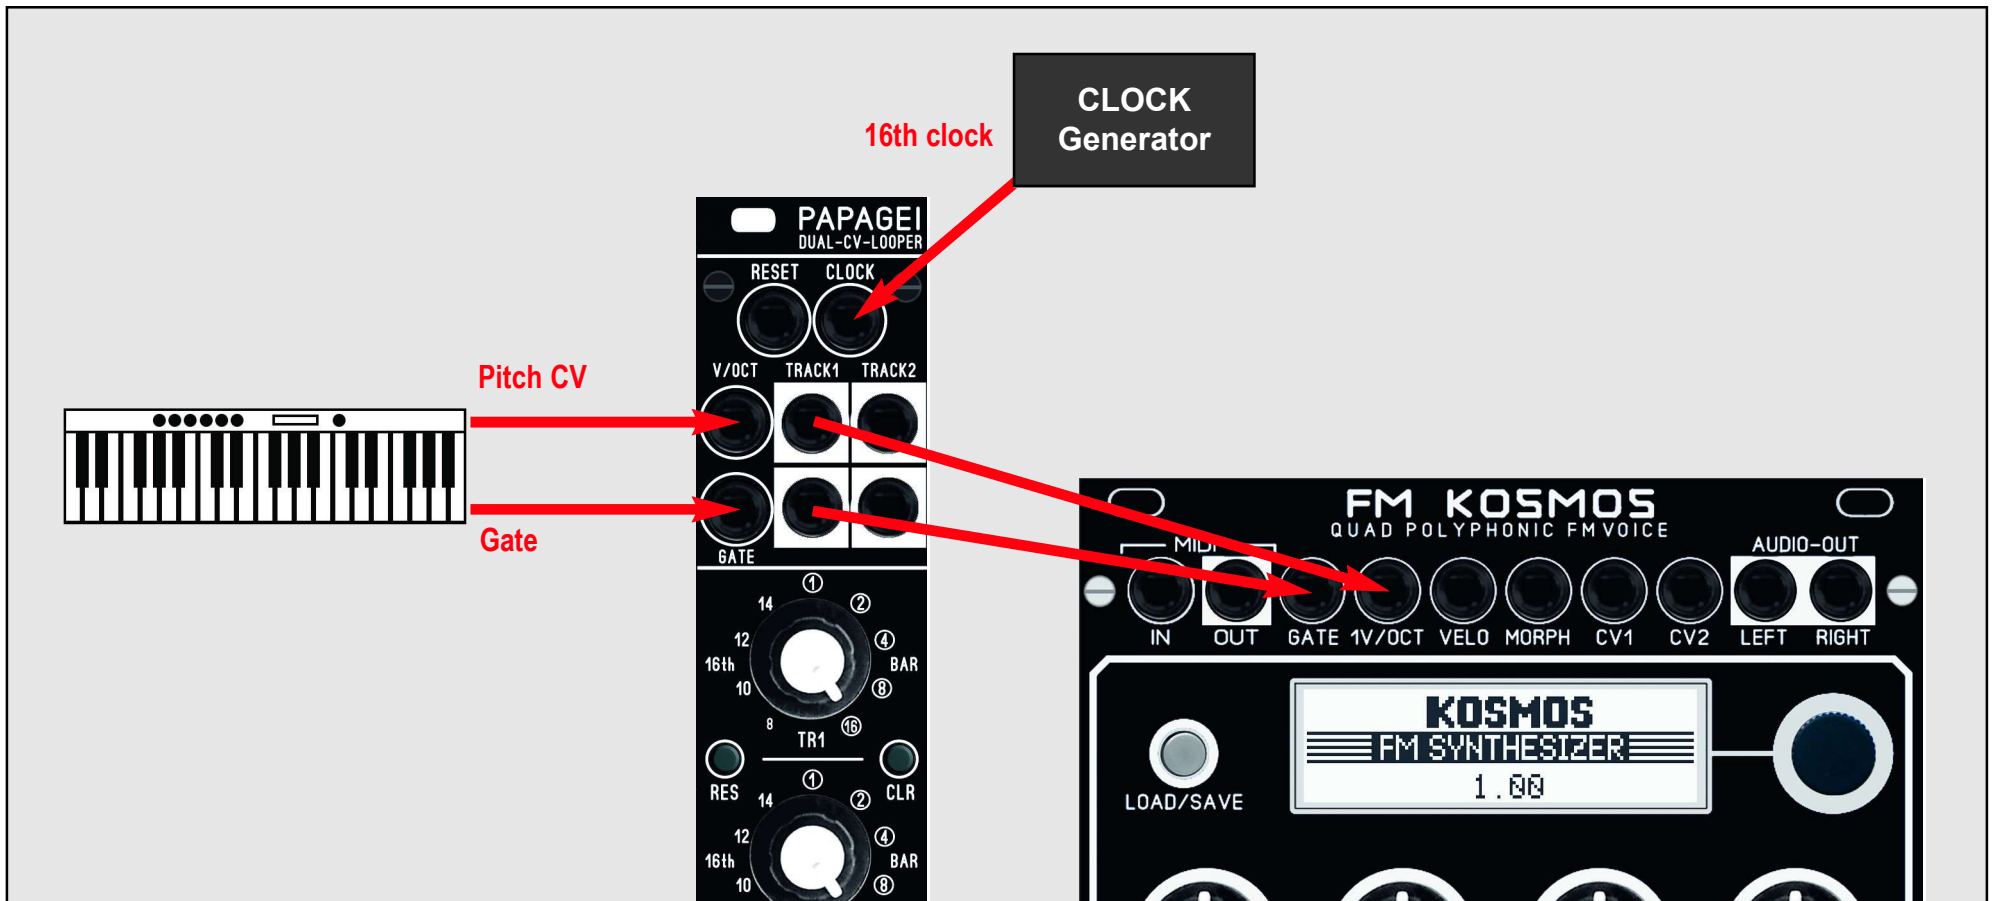 CLOCK
Generator
16th clock
PAPAGEI
DUAL-CV-LOOPER
RESET CLOCK
V/OCT TRACK1 TRACK2
Pitch CV
Gate
GATE
1
14 2
12 4
16th BAR
10 8
8 16
TR1
RES CLR
1
14 2
12 4
16th BAR
10 8
FM KOSMOS
QUAD POLYPHONIC FMVOICE
MIDI AUDIO-OUT
IN OUT GATE 1V/OCT VELO MORPH CV1 CV2 LEFT RIGHT
KOSMOS
FM SYNTHESIZER
1.00
LOAD/SAVE